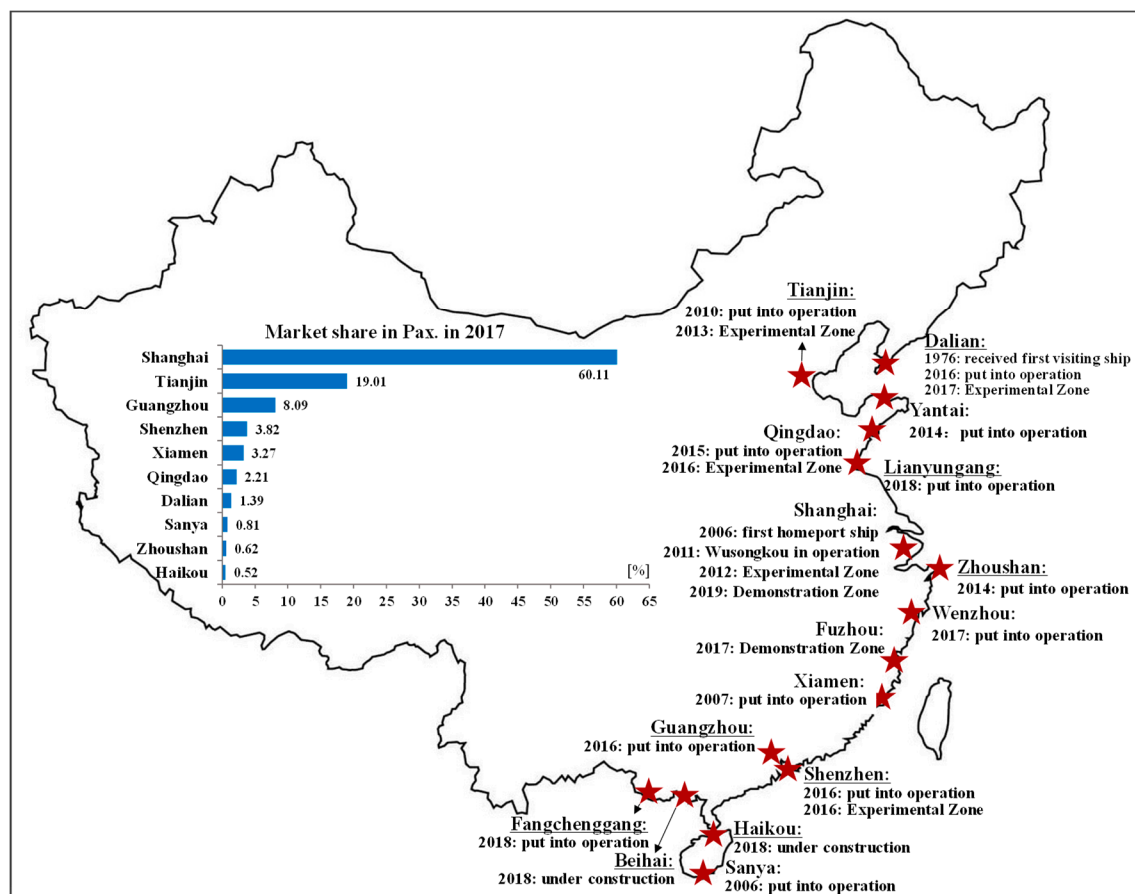 Market share in Pax. in 2017
Shanghai
60.11
Tianjin
19.01
Guangzhou
8.09
Shenzhen
3.82
Xiamen
3.27
Qingdao
2.21
Dalian
1.39
Sanya
0.81
Zhoushan
0.62
Haikou
0.52
[%]
0 5 10 15 20 25 30 35 40 45 50 55 60 65
Tianjin:
2010: put into operation
2013: Experimental Zone
Dalian:
1976: received first visiting ship
2016: put into operation
2017: Experimental Zone
Yantai:
2014: put into operation
Qingdao:
2015: put into operation
2016: Experimental Zone
Lianyungang:
2018: put into operation
Shanghai:
2006: first homeport ship
2011: Wusongkou in operation
2012: Experimental Zone
2019: Demonstration Zone
Zhoushan:
2014: put into operation
Wenzhou:
2017: put into operation
Fuzhou:
2017: Demonstration Zone
Xiamen:
2007: put into operation
Guangzhou:
2016: put into operation
Shenzhen:
2016: put into operation
2016: Experimental Zone
Fangchenggang:
2018: put into operation
Beihai:
2018: under construction
Haikou:
2018: under construction
Sanya:
2006: put into operation